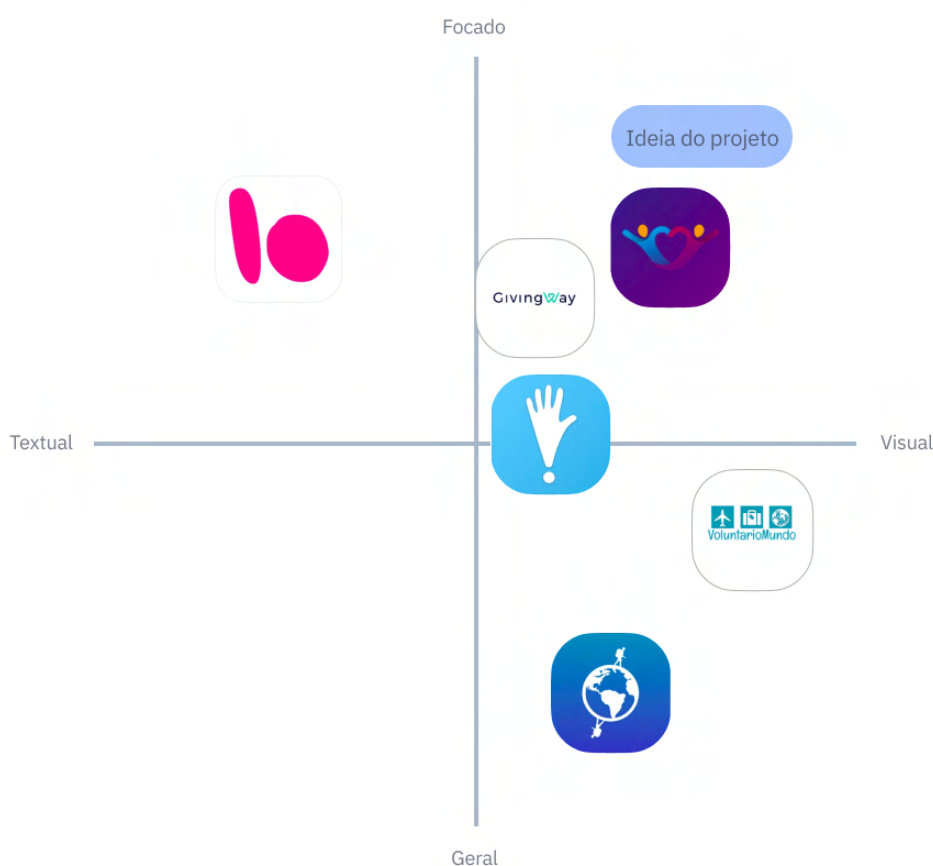 Focado
Ideia do projeto
GivingWay
Textual
Visual
VoluntarioMundo
Geral